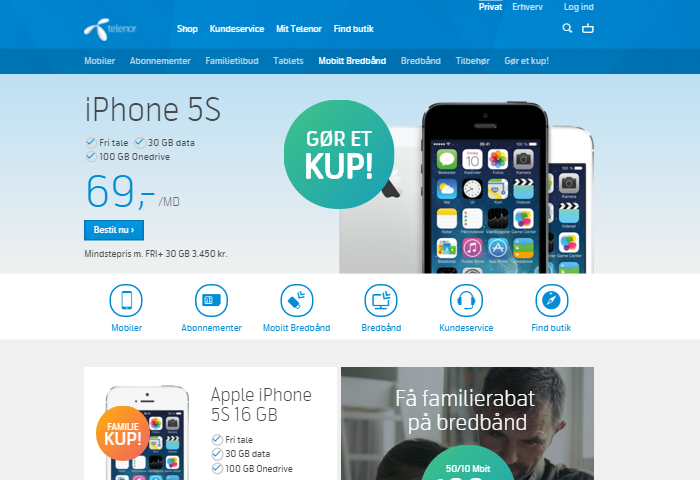 Privat Erhverv Log ind
telenor
Shop Kundeservice Mit Telenor Find butik
Mobiler Abonnementer Familietilbud Tablets Mobilt Bredbånd Bredbånd Tilbehør Gør et kup!
iPhone 5S
Fri tale 30 GB data
100 GB Onedrive
69,- /MD
Bestil nu ›
Mindstepris m. FRI+ 30 GB 3.450 kr.
GØR ET
KUP!
Mobiler Abonnementer Mobilt Bredbånd Bredbånd Kundeservice Find butik
FAMILIE
KUP!
Apple iPhone
5S 16 GB
Fri tale
30 GB data
100 GB Onedrive
Få familierabat
på bredbånd
50/10 Mbit